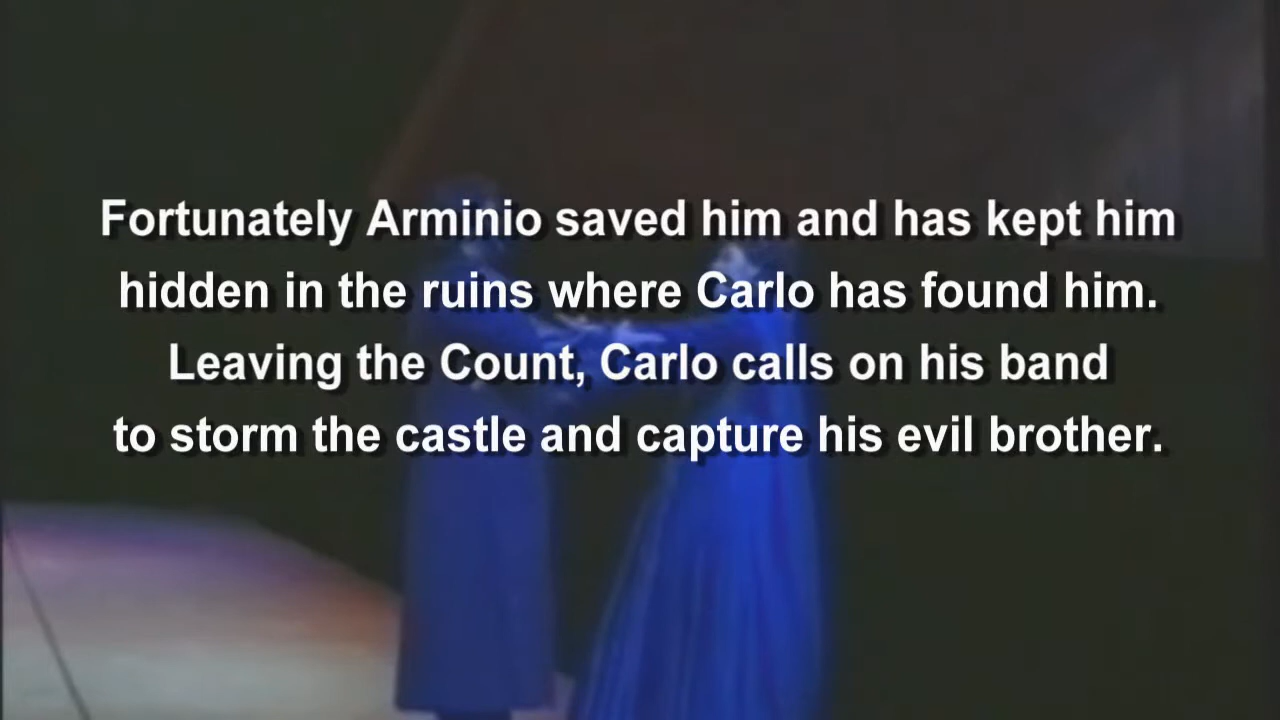 Fortunately Arminio saved him and has kept him
hidden in the ruins where Carlo has found him.
Leaving the Count, Carlo calls on his band
to storm the castle and capture his evil brother.